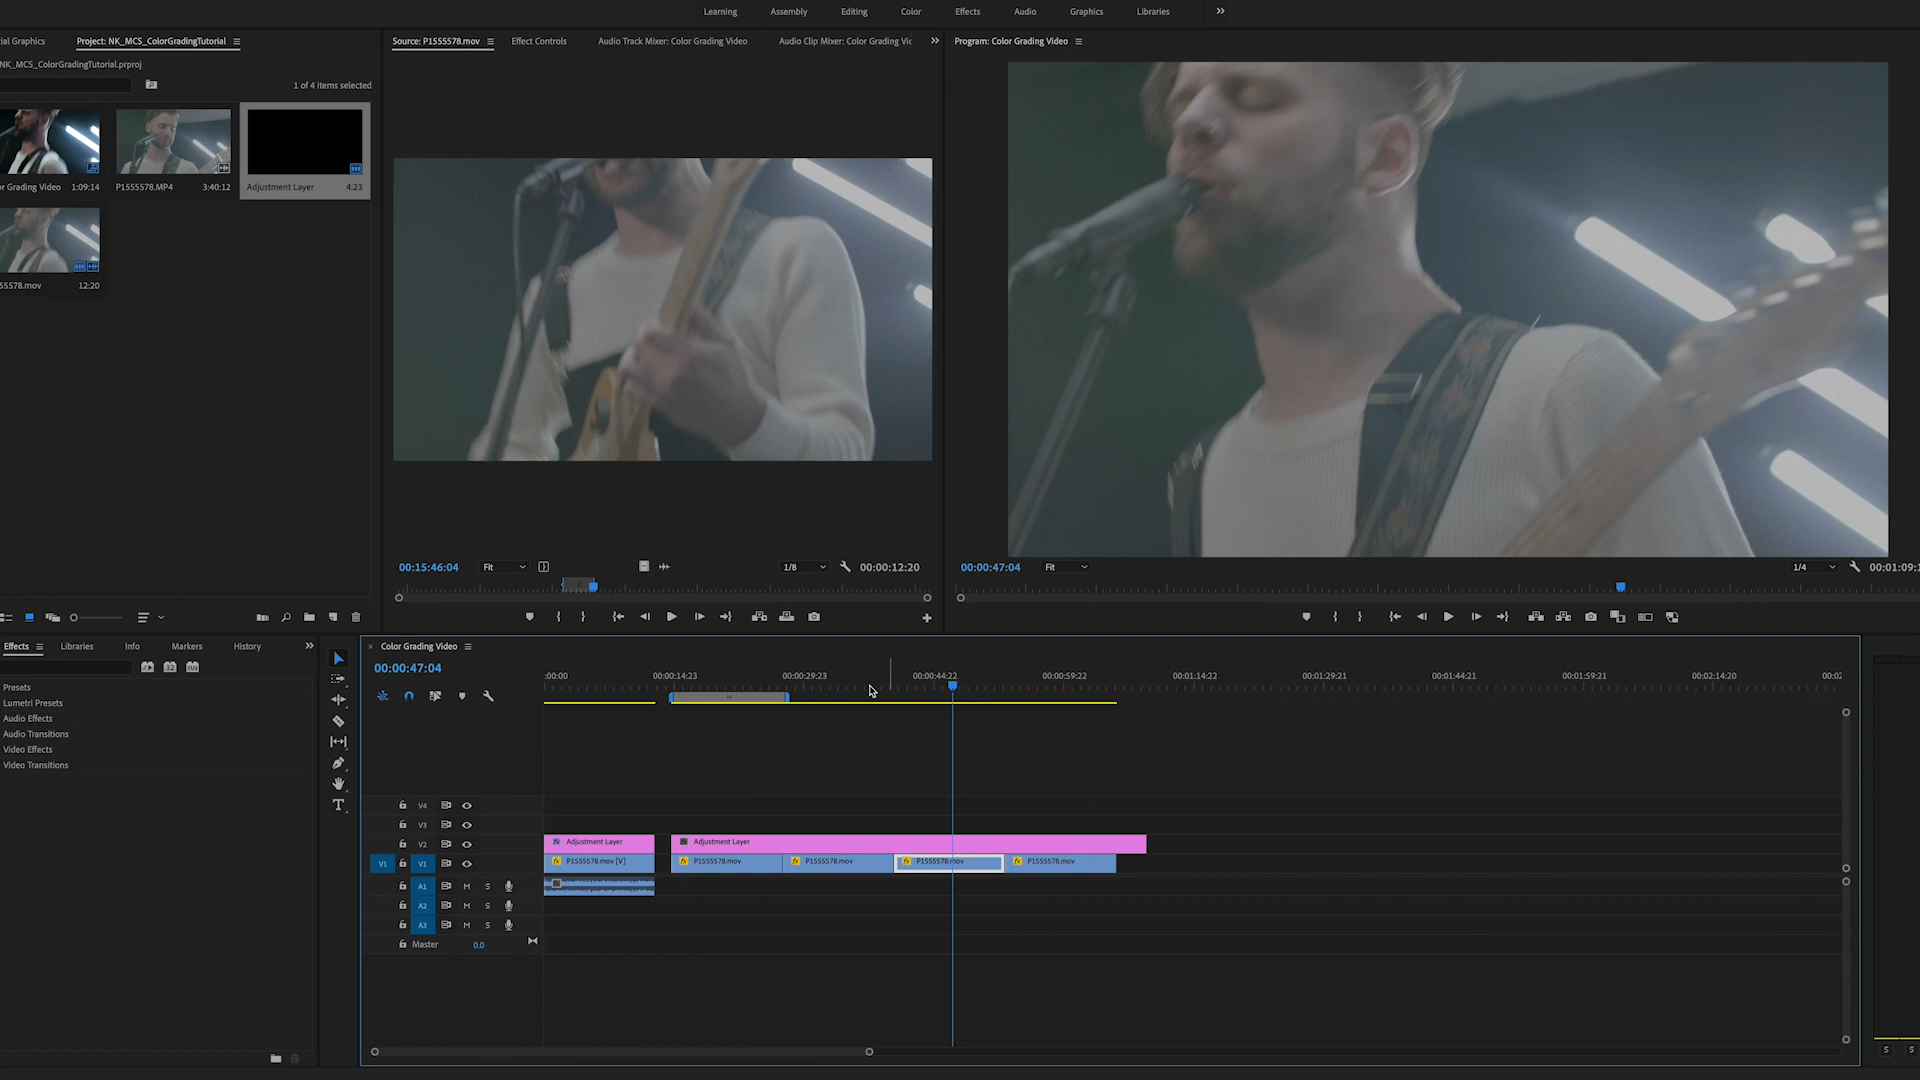 Learning Assembly Editing Color Effects Audio Graphics Libraries
ial Graphics Project: NK_MCS_ColorGradingTutorial
Source: P1555578.mov Effect Controls Audio Track Mixer: Color Grading Video Audio Clip Mixer: Color Grading Vic
Program: Color Grading Video
NK_MCS_ColorGradingTutorial.prproj
1 of 4 items selected
or Grading Video 1:09:14
P1555578.MP4 3:40:12
Adjustment Layer 4:23
55578.mov 12:20
00:15:46:04 Fit 1/8 00:00:12:20
00:00:47:04 Fit 1/4 00:01:09:1
Effects Libraries Info Markers History
Presets
Lumetri Presets
Audio Effects
Audio Transitions
Video Effects
Video Transitions
Color Grading Video
00:00:47:04
:00:00 00:00:14:23 00:00:29:23 00:00:44:22 00:00:59:22 00:01:14:22 00:01:29:21 00:01:44:21 00:01:59:21 00:02:14:20 00:02
V4
V3
V2 Adjustment Layer Adjustment Layer
V1 V1 P1555578.mov [V] P1555578.mov P1555578.mov P1555578.mov P1555578.mov
A1 M S
A2 M S
A3 M S
Master 0.0
S S